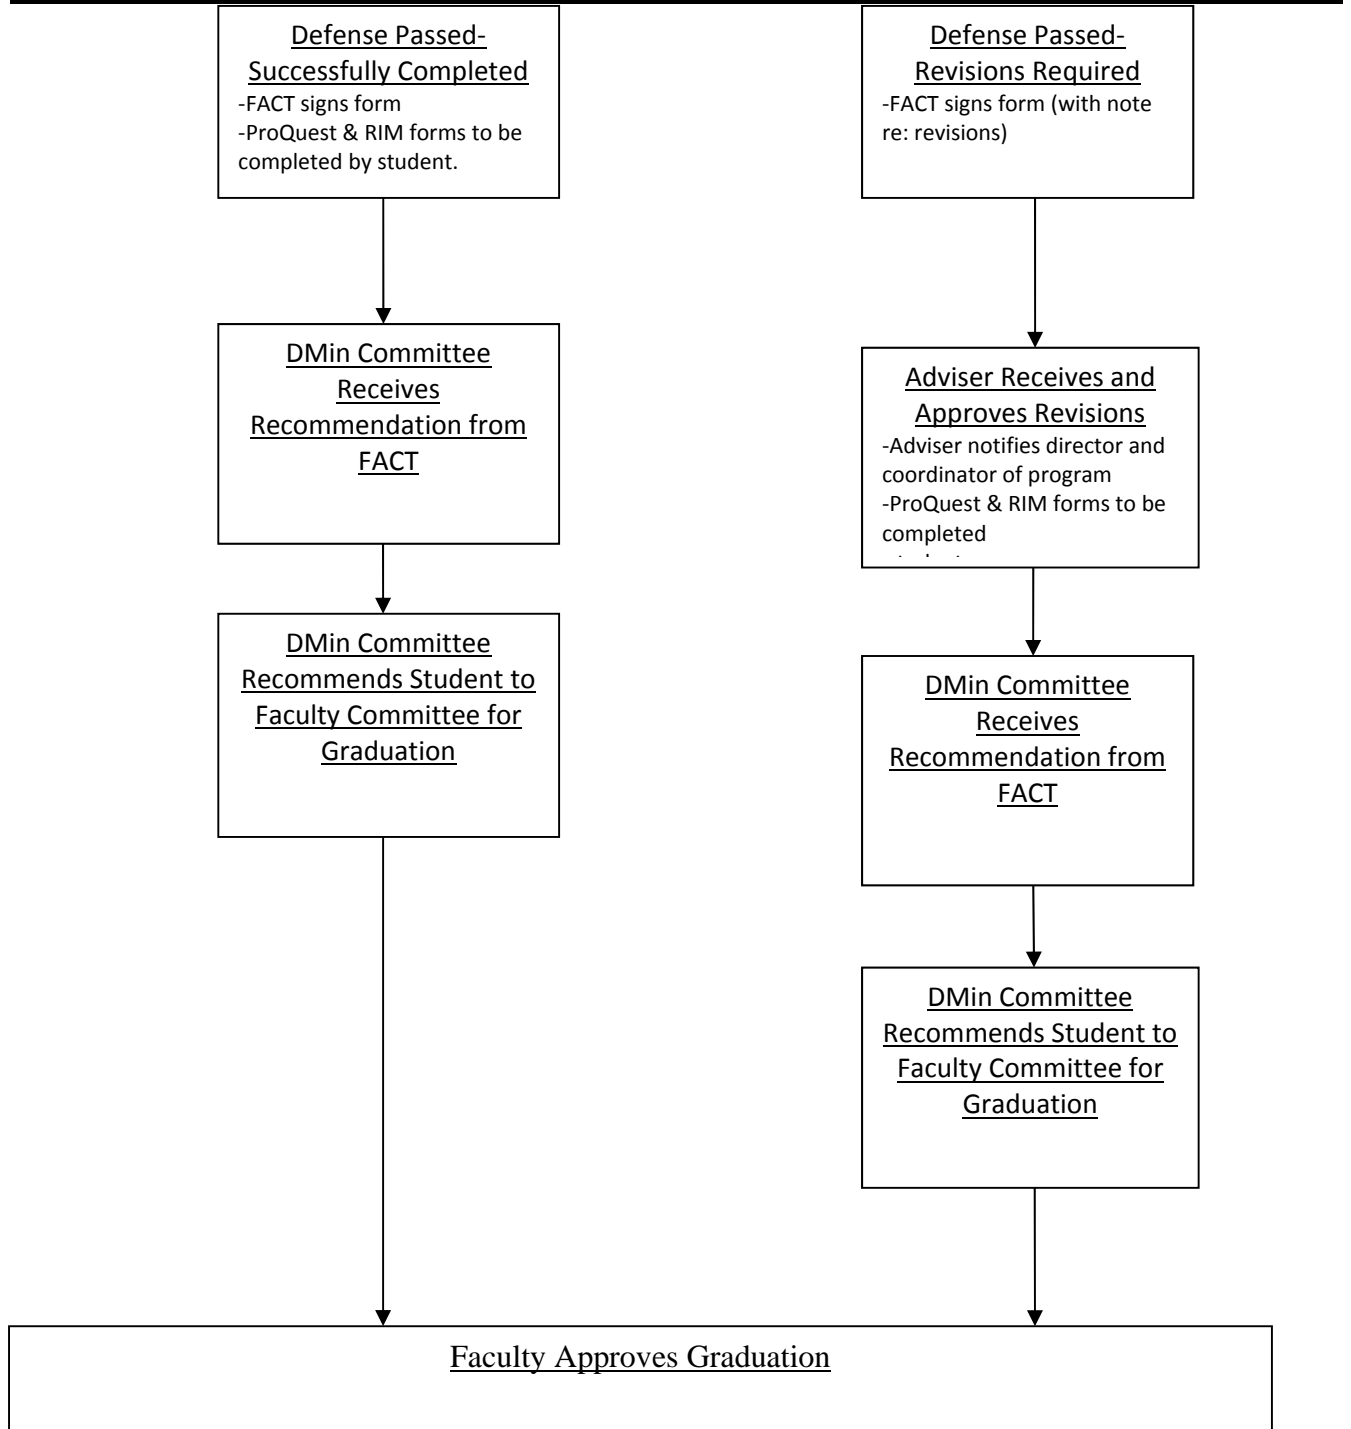 Defense Passed-
Successfully Completed
-FACT signs form
-ProQuest & RIM forms to be
completed by student.
DMin Committee
Receives
Recommendation from
FACT
DMin Committee
Recommends Student to
Faculty Committee for
Graduation
Defense Passed-
Revisions Required
-FACT signs form (with note
re: revisions)
Adviser Receives and
Approves Revisions
-Adviser notifies director and
coordinator of program
-ProQuest & RIM forms to be
completed
DMin Committee
Receives
Recommendation from
FACT
DMin Committee
Recommends Student to
Faculty Committee for
Graduation
Faculty Approves Graduation